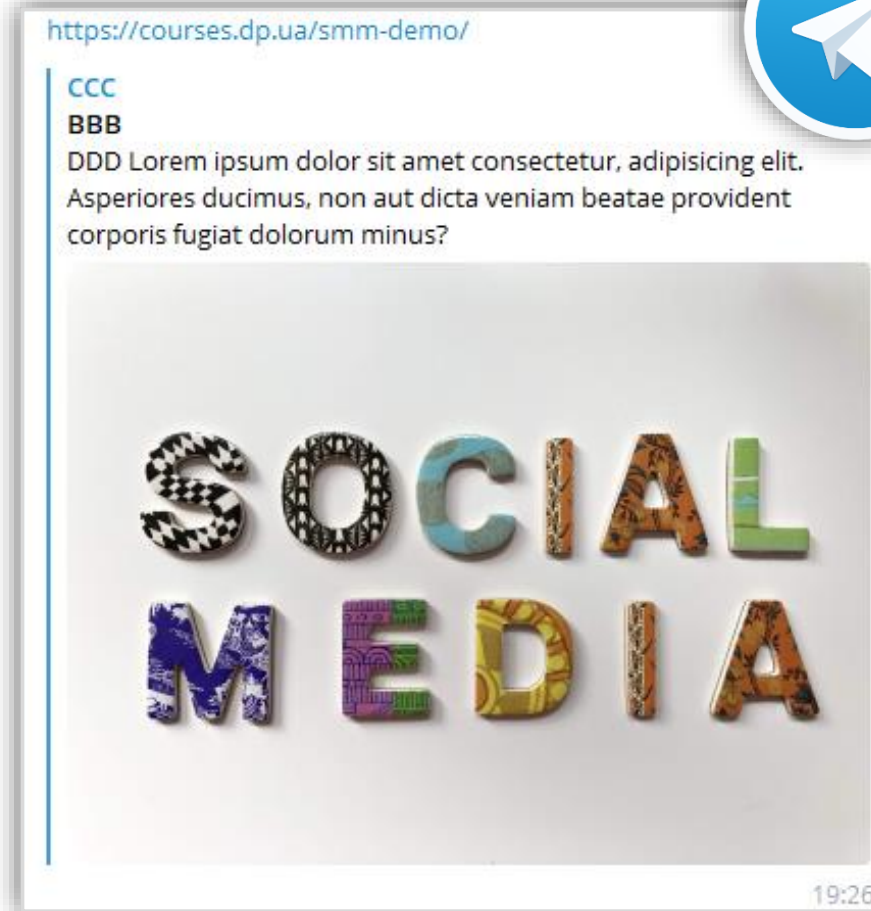 https://courses.dp.ua/smm-demo/
CCC
BBB
DDD Lorem ipsum dolor sit amet consectetur, adipisicing elit.
Asperiores ducimus, non aut dicta veniam beatae provident
corporis fugiat dolorum minus?
SOCIAL
MEDIA
19:26